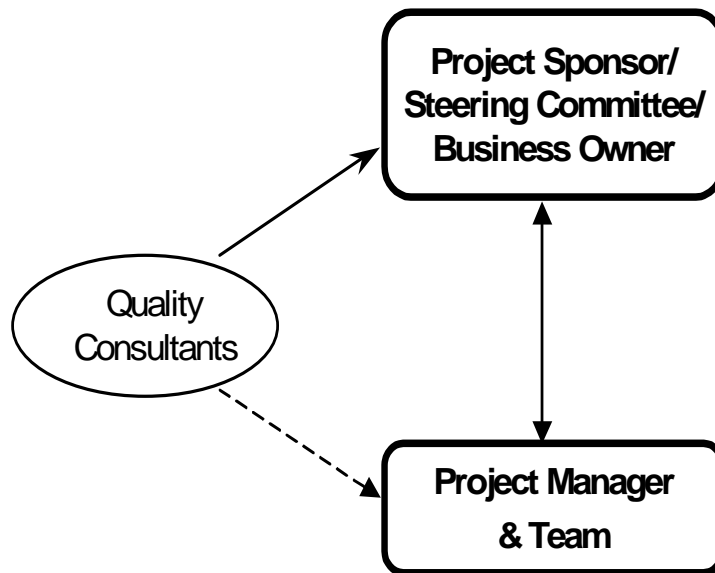 Project Sponsor/
Steering Committee/
Business Owner
Quality
Consultants
Project Manager
& Team